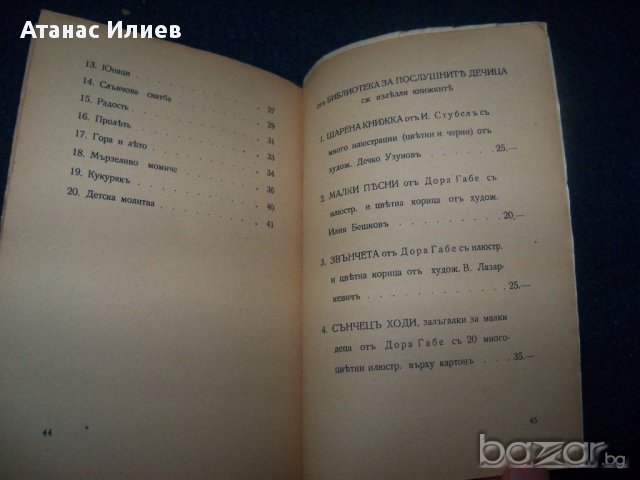 Атанас Илиев
13. Юнаци
14. Слънчова сватба 27
15. Радость 29
16. Пролѣть 31
17. Гора и лѣто 33
18. Мързеливо момиче 34
19. Кукурякъ 36
20. Детска молитва 40
41
44
отъ БИБЛИОТЕКА ЗА ПОСЛУШНИТѢ ДЕЧИЦА
сѫ излѣзли книжкитѣ
1. ШАРЕНА КНИЖКА отъ И. Стубелъ съ
много илюстрации (цвѣтни и черни) отъ
худож. Дечко Узуновъ 25.—
2. МАЛКИ ПѢСНИ отъ Дора Габе съ
илюстр. и цвѣтна корица отъ худож.
Илия Бешковъ 20.—
3. ЗВЪНЧЕТА отъ Дора Габе съ илюстр.
и цвѣтна корица отъ худож. В. Лазар-
кевичъ 25.—
4. СЪНЧЕЦЪ ХОДИ, залъгалки за малки
деца отъ Дора Габе съ 20 много-
цвѣтни илюстр. върху картонъ 35.—
45
bazar.bg